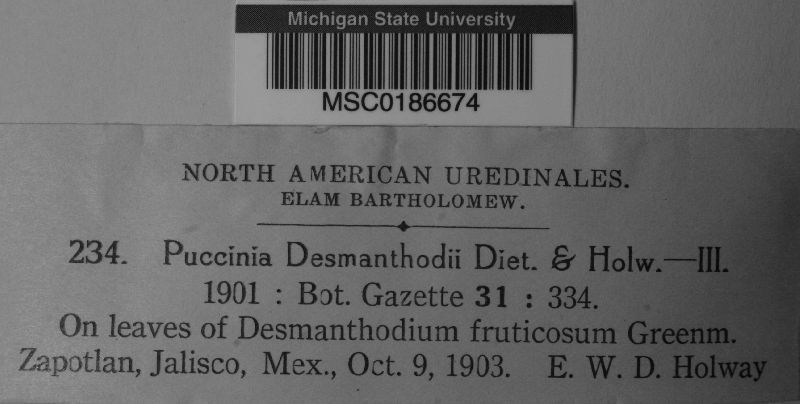 Michigan State University
MSC0186674
NORTH AMERICAN UREDINALES.
ELAM BARTHOLOMEW.
234. Puccinia Desmanthodii Diet. & Holw.—III.
1901 : Bot. Gazette 31 : 334.
On leaves of Desmanthodium fruticosum Greenm.
Zapotlan, Jalisco, Mex., Oct. 9, 1903. E. W. D. Holway